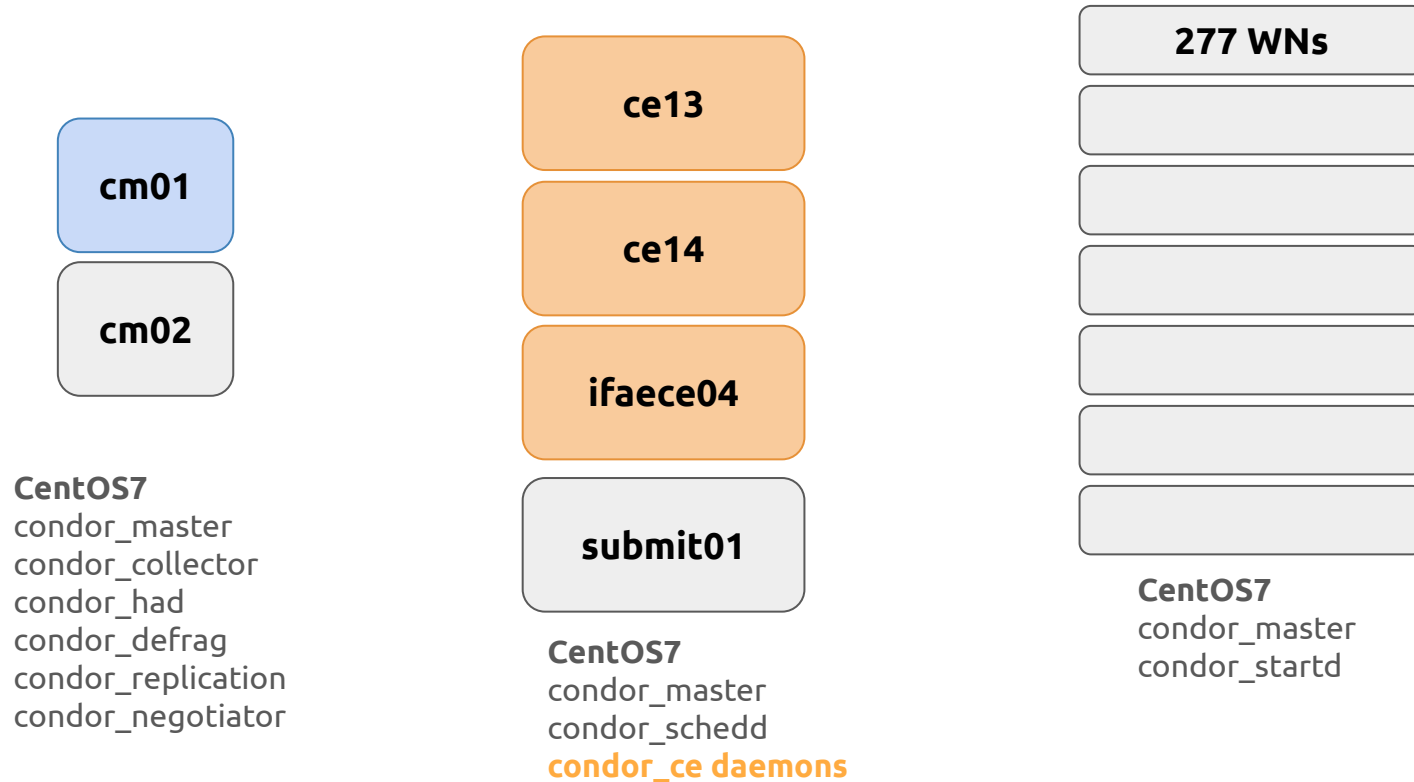 cm01
cm02
CentOS7
condor_master
condor_collector
condor_had
condor_defrag
condor_replication
condor_negotiator
ce13
ce14
ifaece04
submit01
CentOS7
condor_master
condor_schedd
condor_ce daemons
277 WNs
CentOS7
condor_master
condor_startd